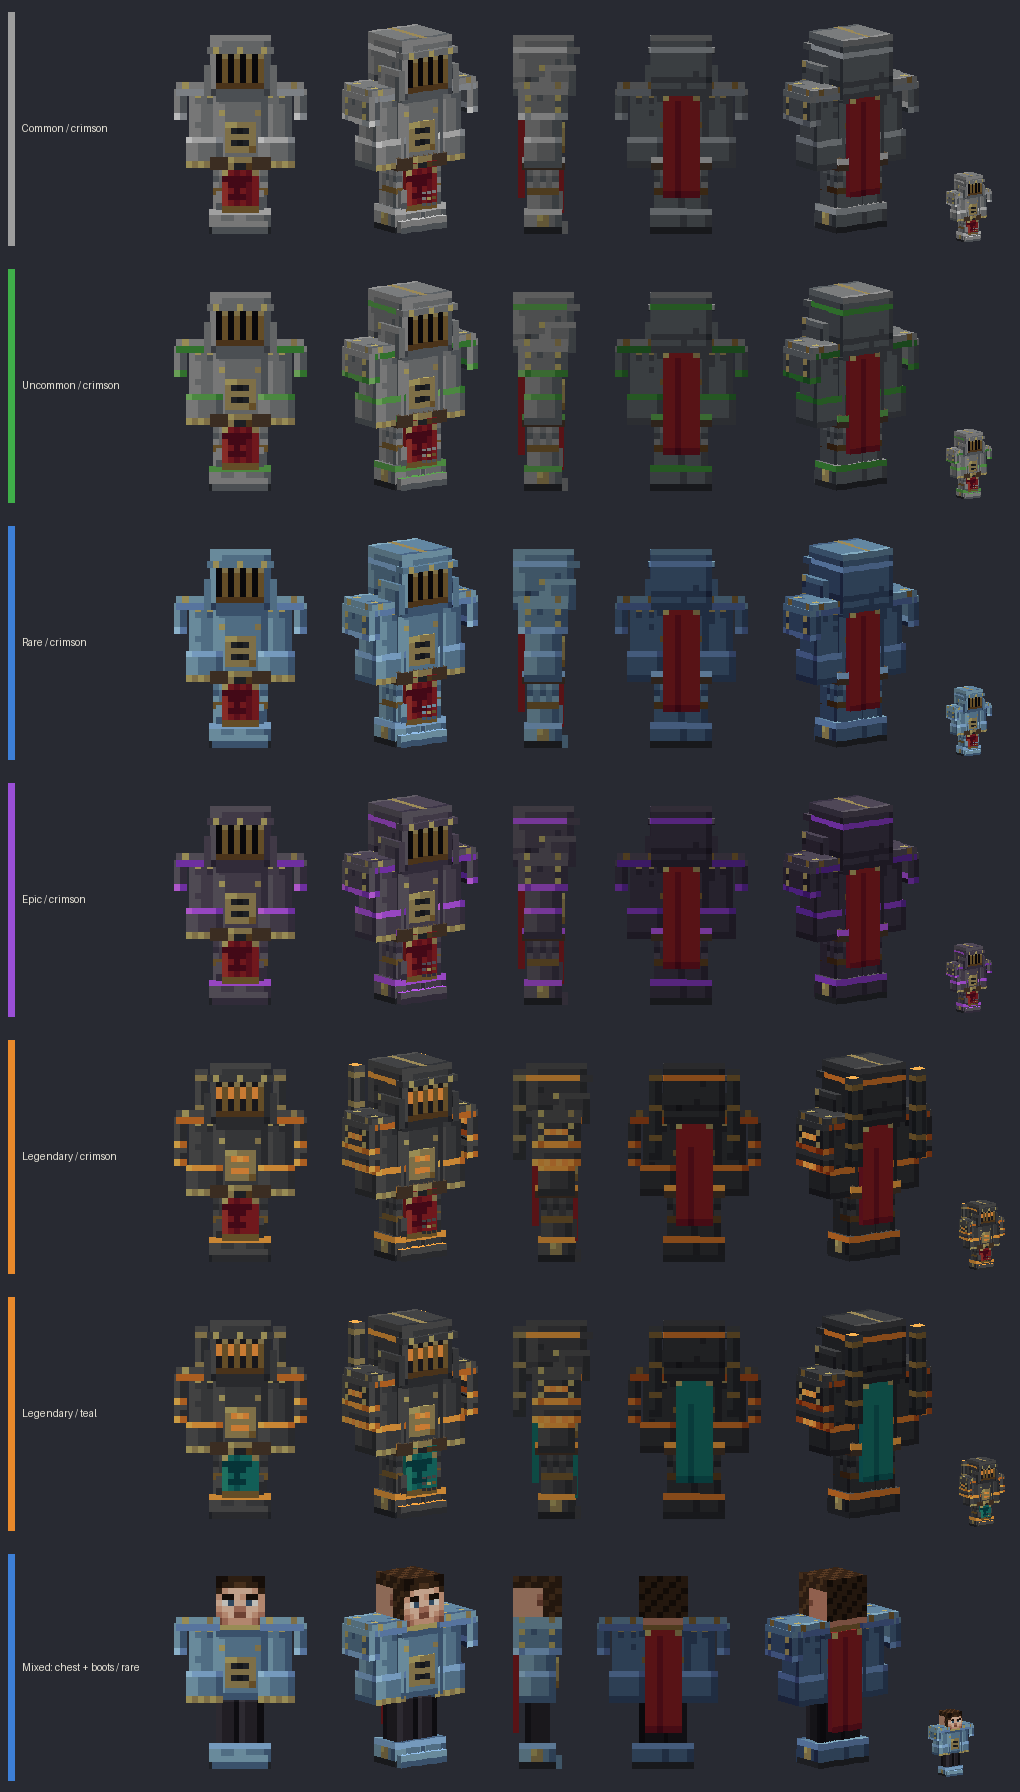 Common / crimson
Uncommon / crimson
Rare / crimson
Epic / crimson
Legendary / crimson
Legendary / teal
Mixed: chest + boots / rare